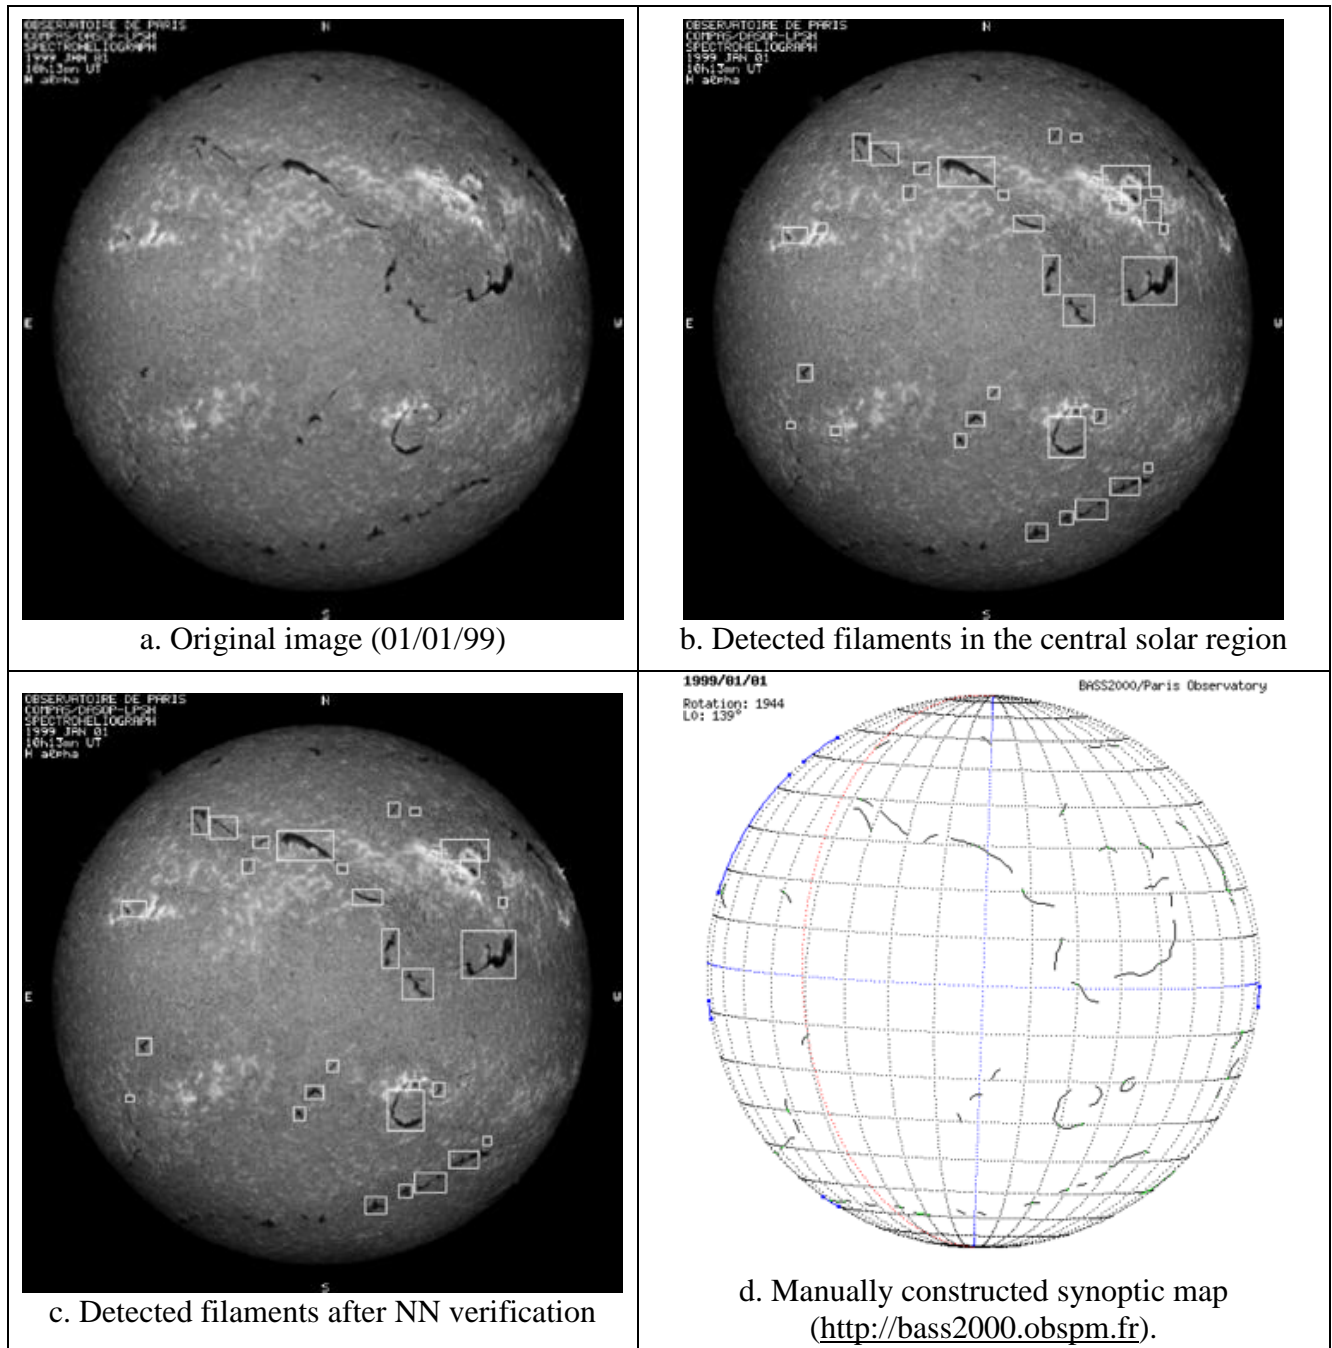 OBSERVATOIRE DE PARIS
COMPAS/DASOP-LPSH
SPECTROHELIOGRAPH
1999 JAN 01
10h13mn UT
H alpha
N
E
W
S
a. Original image (01/01/99)
OBSERVATOIRE DE PARIS
COMPAS/DASOP-LPSH
SPECTROHELIOGRAPH
1999 JAN 01
10h13mn UT
H alpha
N
E
W
S
b. Detected filaments in the central solar region
OBSERVATOIRE DE PARIS
COMPAS/DASOP-LPSH
SPECTROHELIOGRAPH
1999 JAN 01
10h13mn UT
H alpha
N
E
W
S
c. Detected filaments after NN verification
1999/01/01
BASS2000/Paris Observatory
Rotation: 1944
L0: 139°
d. Manually constructed synoptic map
(http://bass2000.obspm.fr).